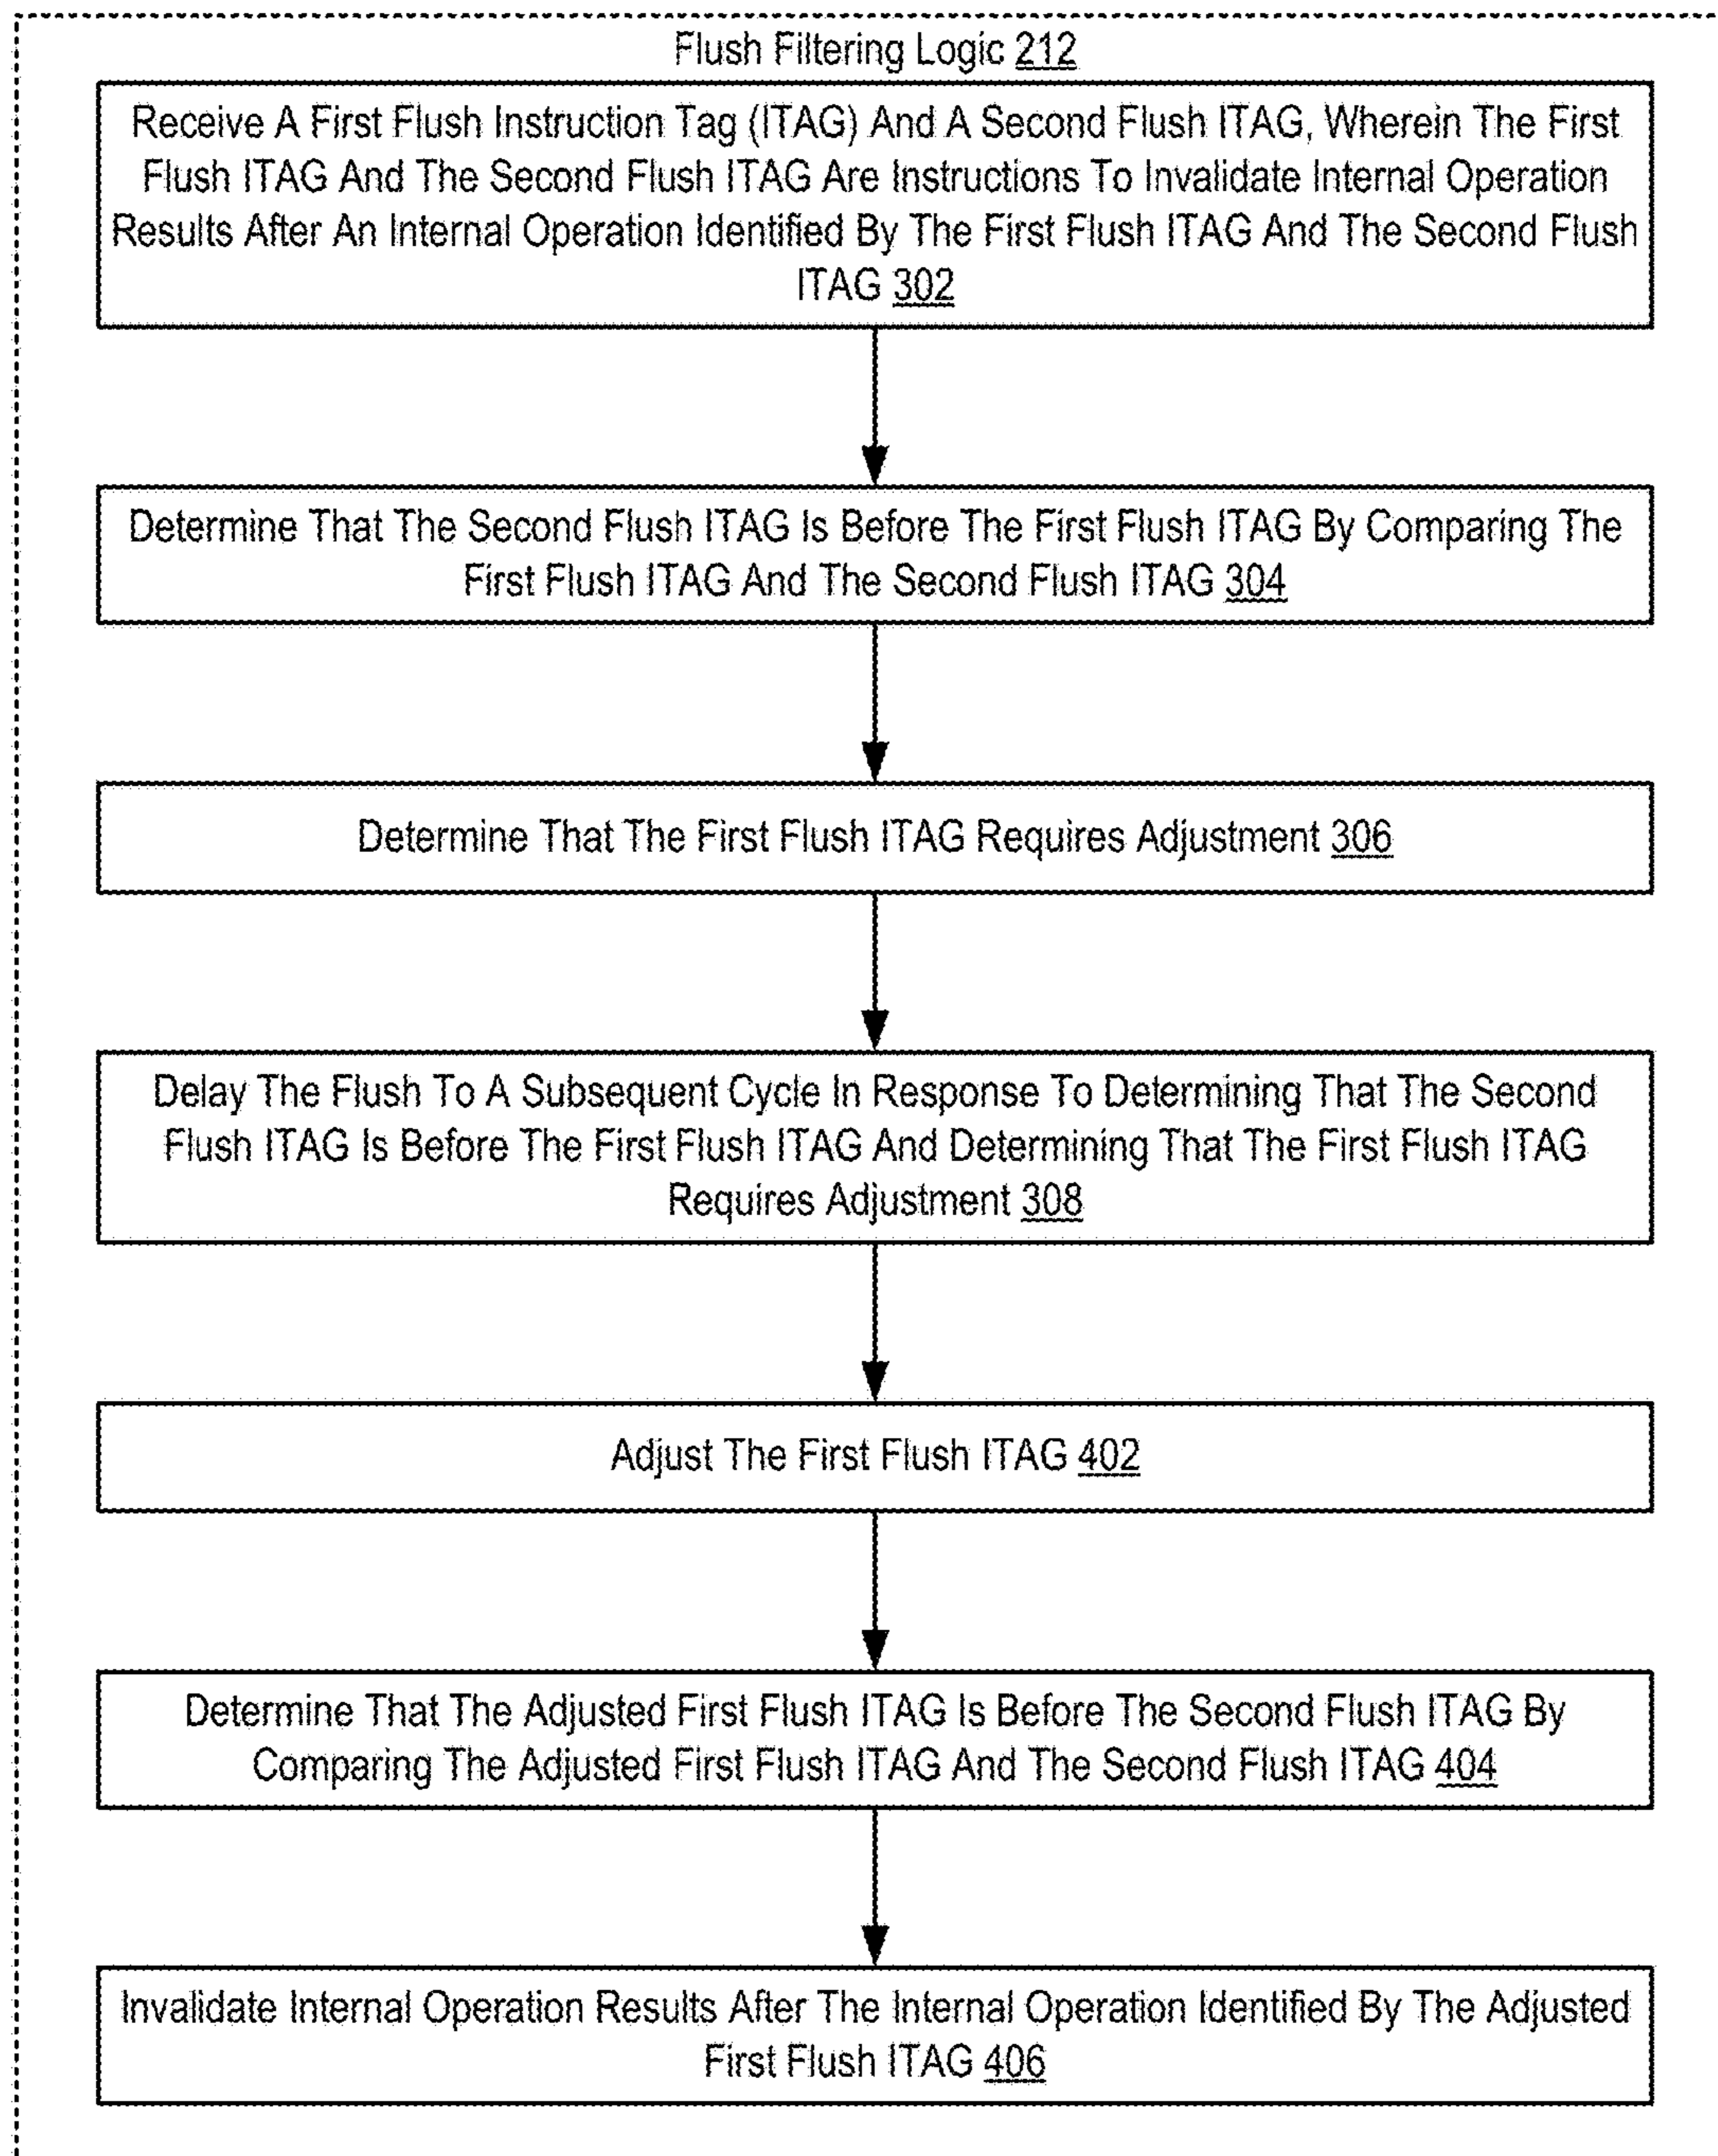 Flush Filtering Logic 212
Receive A First Flush Instruction Tag (ITAG) And A Second Flush ITAG, Wherein The First
Flush ITAG And The Second Flush ITAG Are Instructions To Invalidate Internal Operation
Results After An Internal Operation Identified By The First Flush ITAG And The Second Flush
ITAG 302
Determine That The Second Flush ITAG Is Before The First Flush ITAG By Comparing The
First Flush ITAG And The Second Flush ITAG 304
Determine That The First Flush ITAG Requires Adjustment 306
Delay The Flush To A Subsequent Cycle In Response To Determining That The Second
Flush ITAG Is Before The First Flush ITAG And Determining That The First Flush ITAG
Requires Adjustment 308
Adjust The First Flush ITAG 402
Determine That The Adjusted First Flush ITAG Is Before The Second Flush ITAG By
Comparing The Adjusted First Flush ITAG And The Second Flush ITAG 404
Invalidate Internal Operation Results After The Internal Operation Identified By The Adjusted
First Flush ITAG 406